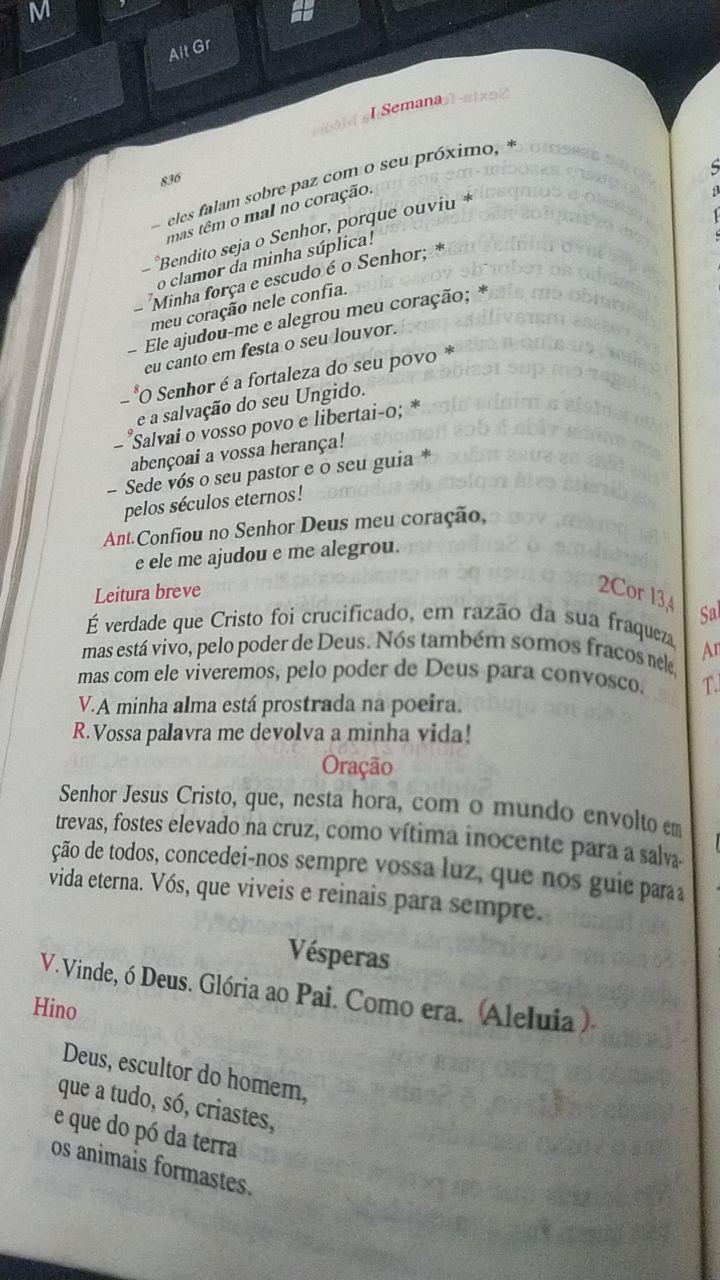 M
Alt Gr
I Semana
836
– eles falam sobre paz com o seu próximo, *
mas têm o mal no coração.
– ⁶Bendito seja o Senhor, porque ouviu *
o clamor da minha súplica!
– ⁷Minha força e escudo é o Senhor; *
meu coração nele confia.
– Ele ajudou-me e alegrou meu coração; *
eu canto em festa o seu louvor.
– ⁸O Senhor é a fortaleza do seu povo *
e a salvação do seu Ungido.
– ⁹Salvai o vosso povo e libertai-o; *
abençoai a vossa herança!
– Sede vós o seu pastor e o seu guia *
pelos séculos eternos!
Ant. Confiou no Senhor Deus meu coração,
e ele me ajudou e me alegrou.
Leitura breve 2Cor 13,4
É verdade que Cristo foi crucificado, em razão da sua fraqueza,
mas está vivo, pelo poder de Deus. Nós também somos fracos nele,
mas com ele viveremos, pelo poder de Deus para convosco.
V. A minha alma está prostrada na poeira.
R. Vossa palavra me devolva a minha vida!
Oração
Senhor Jesus Cristo, que, nesta hora, com o mundo envolto em
trevas, fostes elevado na cruz, como vítima inocente para a salva-
ção de todos, concedei-nos sempre vossa luz, que nos guie para a
vida eterna. Vós, que viveis e reinais para sempre.
Vésperas
V. Vinde, ó Deus. Glória ao Pai. Como era. (Aleluia).
Hino
Deus, escultor do homem,
que a tudo, só, criastes,
e que do pó da terra
os animais formastes.